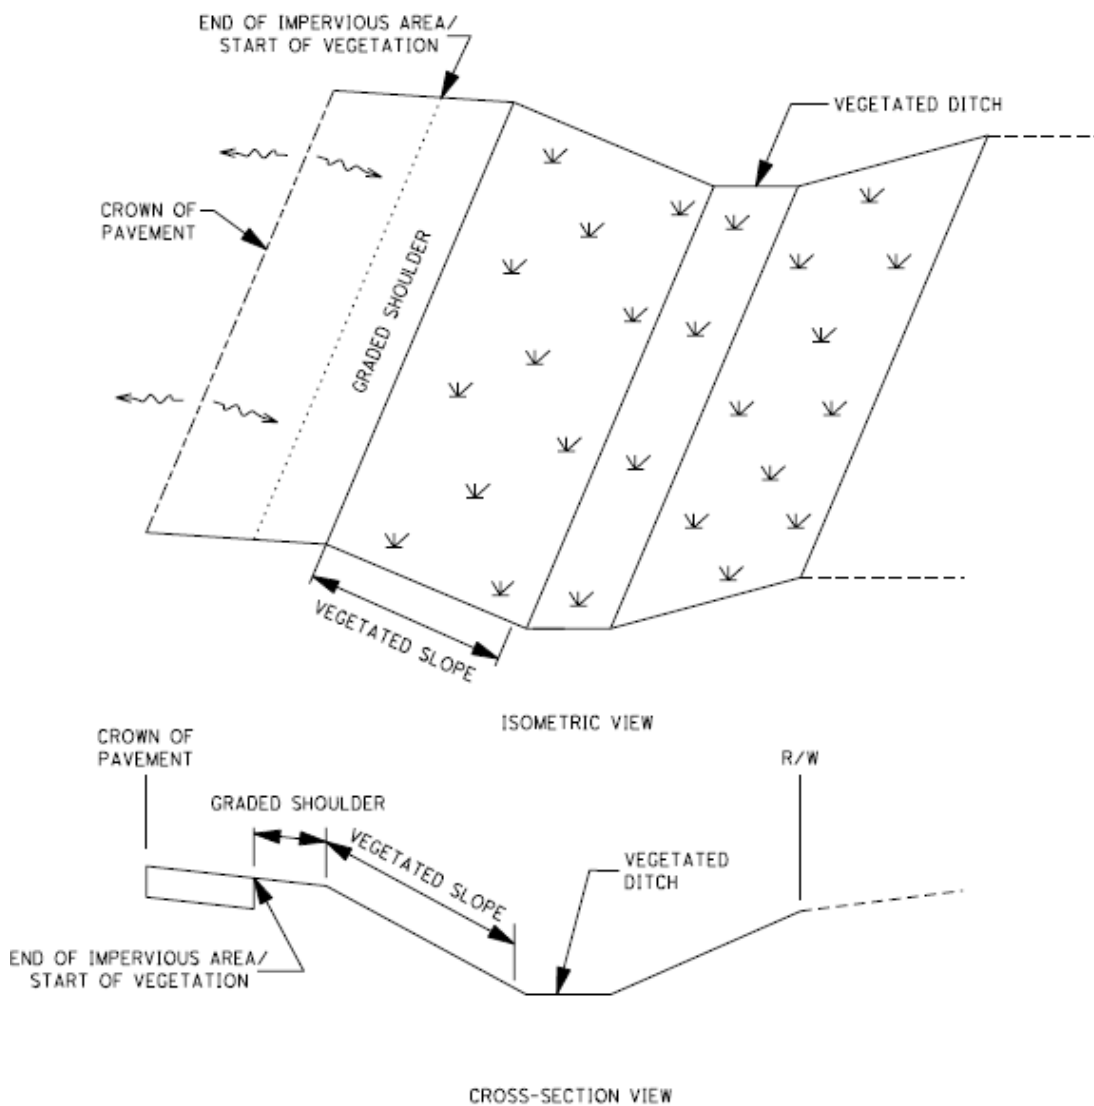 END OF IMPERVIOUS AREA/
START OF VEGETATION
VEGETATED DITCH
CROWN OF
PAVEMENT
GRADED SHOULDER
VEGETATED SLOPE
ISOMETRIC VIEW
CROWN OF
PAVEMENT
R/W
GRADED SHOULDER
VEGETATED SLOPE
VEGETATED
DITCH
END OF IMPERVIOUS AREA/
START OF VEGETATION
CROSS-SECTION VIEW